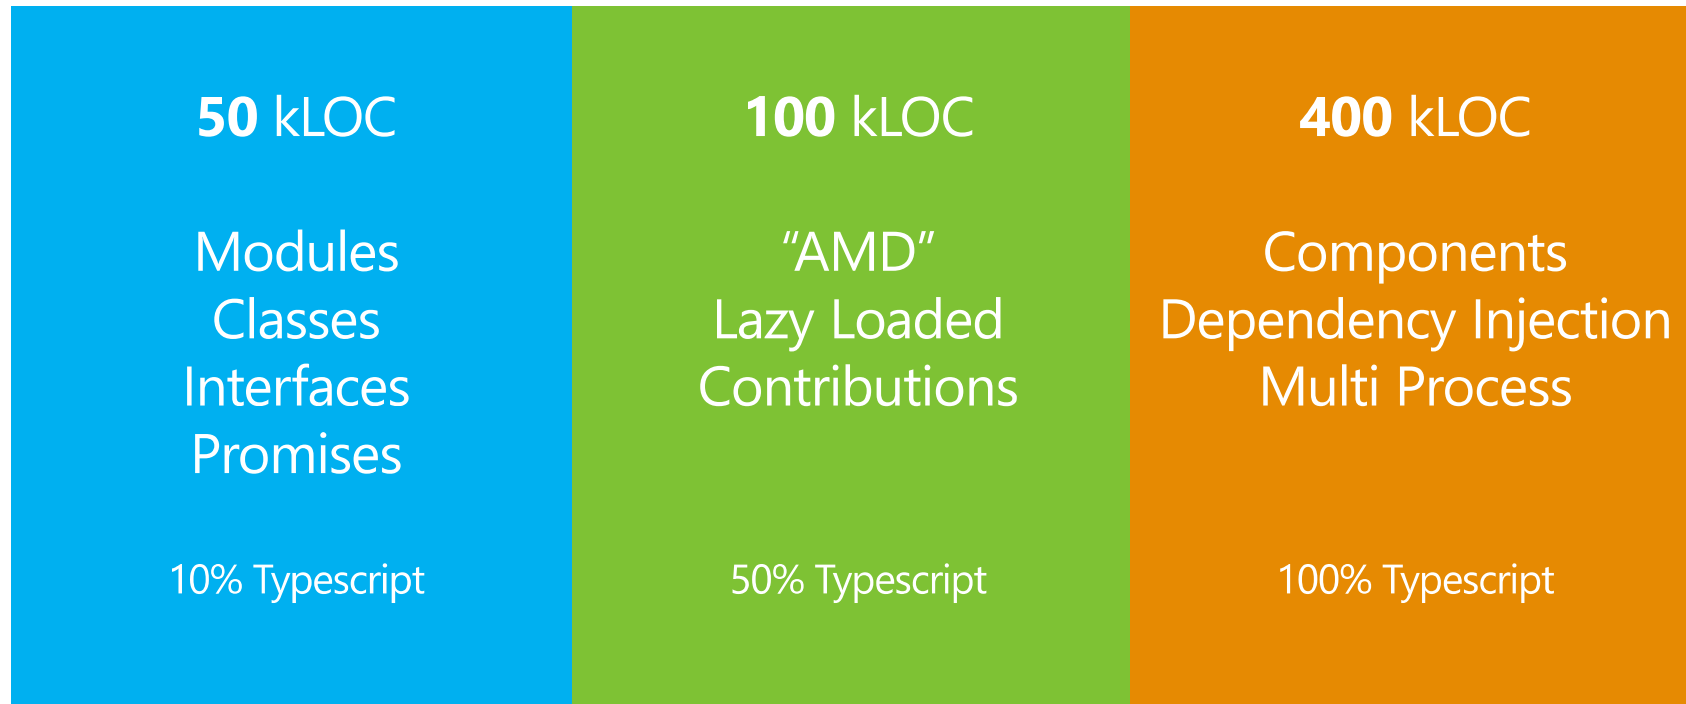 50 kLOC
Modules
Classes
Interfaces
Promises
10% Typescript
100 kLOC
“AMD”
Lazy Loaded
Contributions
50% Typescript
400 kLOC
Components
Dependency Injection
Multi Process
100% Typescript